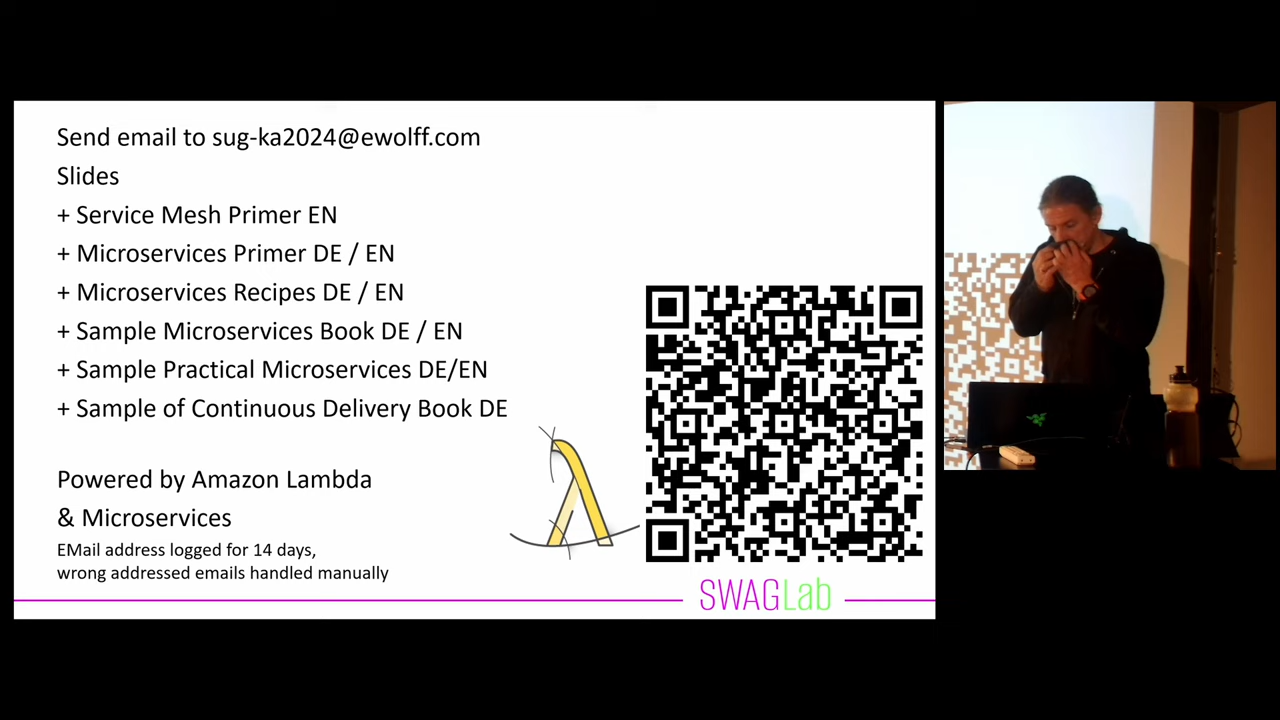 Send email to sug-ka2024@ewolff.com
Slides
+ Service Mesh Primer EN
+ Microservices Primer DE / EN
+ Microservices Recipes DE / EN
+ Sample Microservices Book DE / EN
+ Sample Practical Microservices DE/EN
+ Sample of Continuous Delivery Book DE
Powered by Amazon Lambda
& Microservices
EMail address logged for 14 days,
wrong addressed emails handled manually
SWAGLab